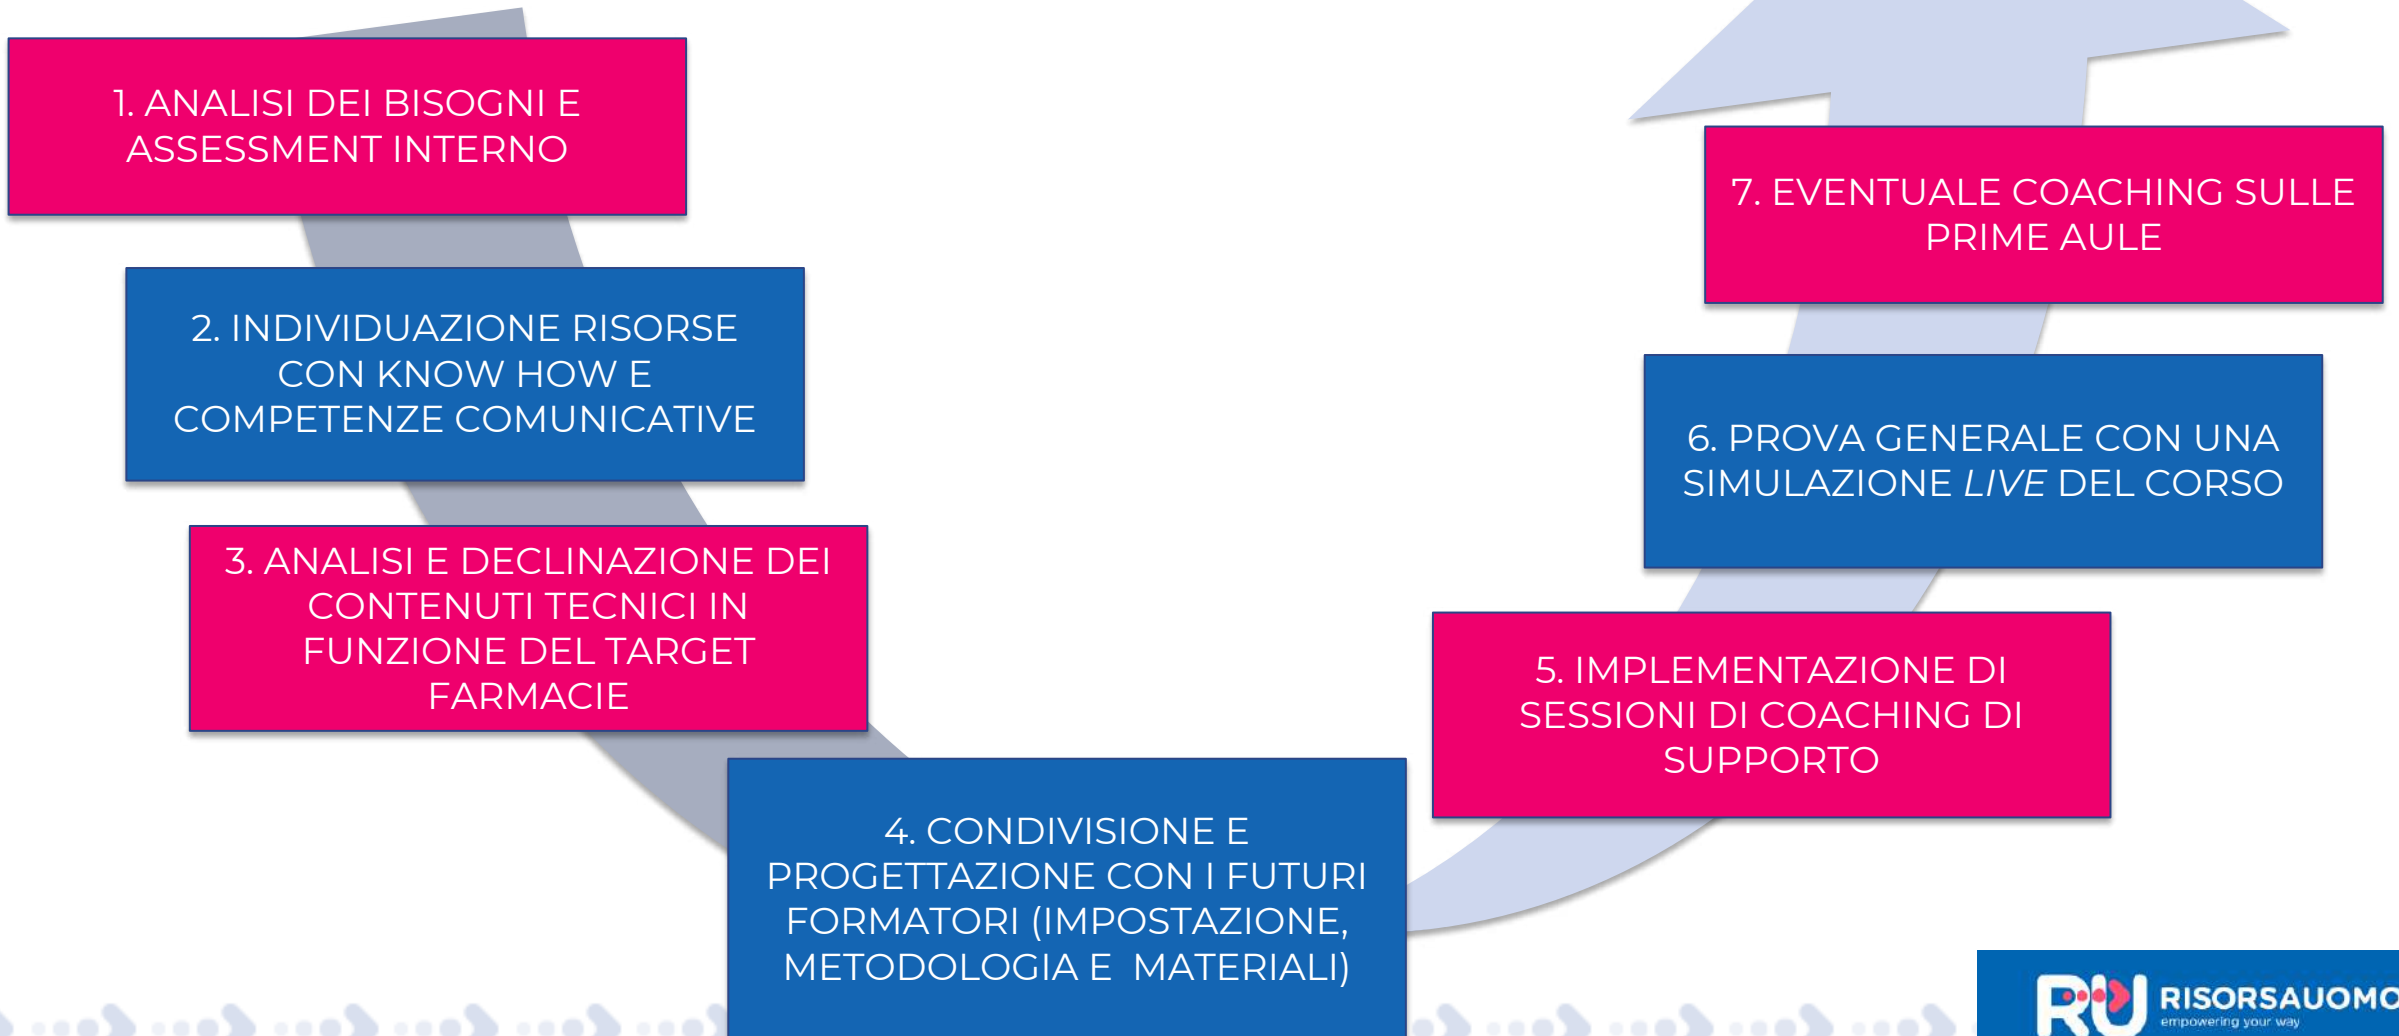 1. ANALISI DEI BISOGNI E
ASSESSMENT INTERNO
2. INDIVIDUAZIONE RISORSE
CON KNOW HOW E
COMPETENZE COMUNICATIVE
3. ANALISI E DECLINAZIONE DEI
CONTENUTI TECNICI IN
FUNZIONE DEL TARGET
FARMACIE
4. CONDIVISIONE E
PROGETTAZIONE CON I FUTURI
FORMATORI (IMPOSTAZIONE,
METODOLOGIA E  MATERIALI)
5. IMPLEMENTAZIONE DI
SESSIONI DI COACHING DI
SUPPORTO
6. PROVA GENERALE CON UNA
SIMULAZIONE LIVE DEL CORSO
7. EVENTUALE COACHING SULLE
PRIME AULE
RU RISORSAUOMO
empowering your way